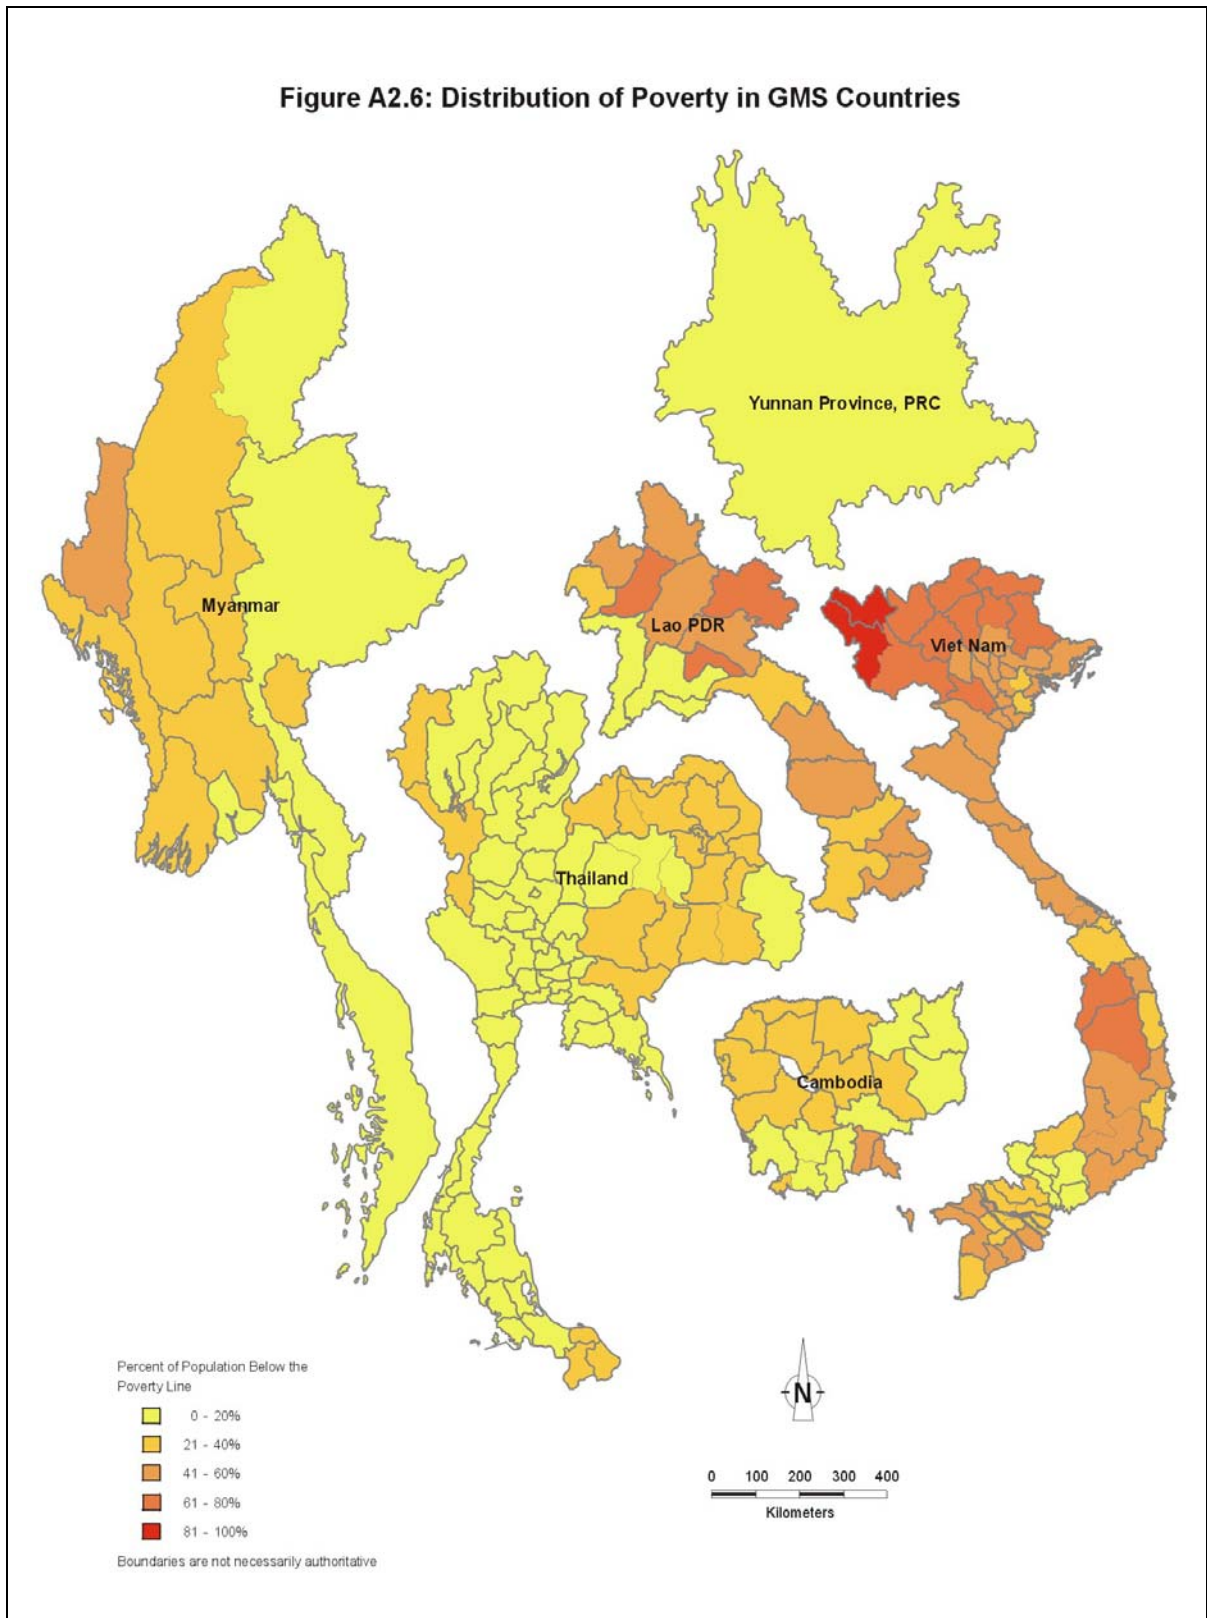 Figure A2.6: Distribution of Poverty in GMS Countries
Yunnan Province, PRC
Myanmar
Lao PDR
Viet Nam
Thailand
Cambodia
Percent of Population Below the
Poverty Line
0 - 20%
21 - 40%
41 - 60%
61 - 80%
81 - 100%
Boundaries are not necessarily authoritative
N
0 100 200 300 400
Kilometers